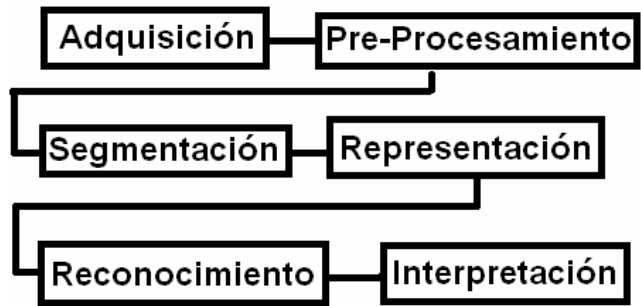 Adquisición
Pre-Procesamiento
Segmentación
Representación
Reconocimiento
Interpretación